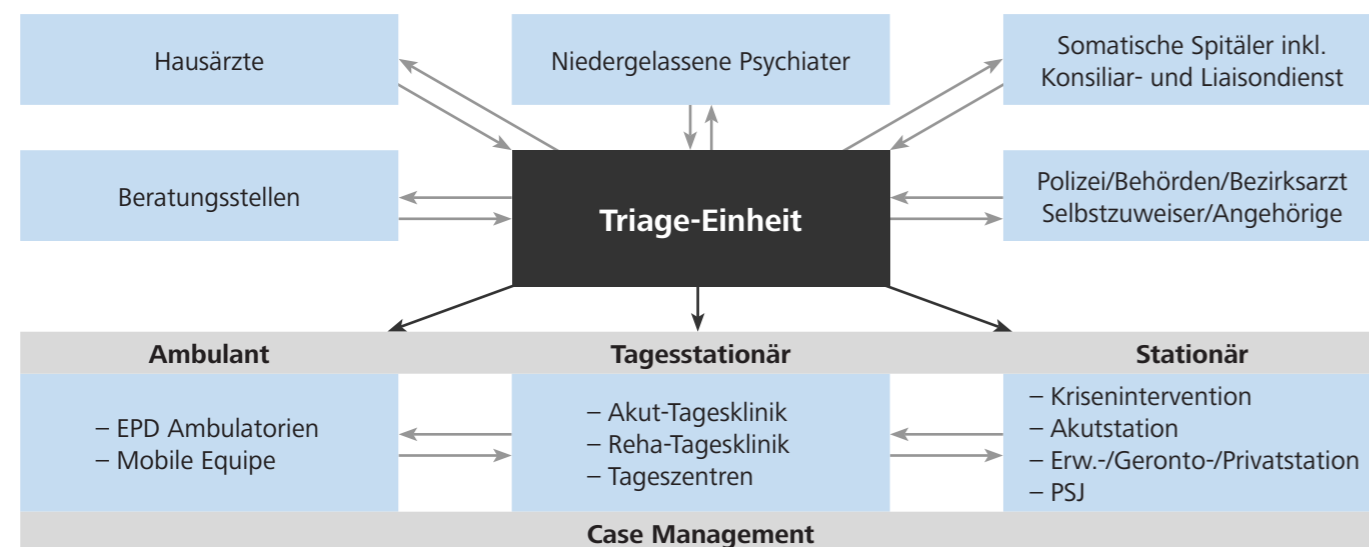 Hausärzte
Niedergelassene Psychiater
Somatische Spitäler inkl.
Konsiliar- und Liaisondienst
Beratungsstellen
Triage-Einheit
Polizei/Behörden/Bezirksarzt
Selbstzuweiser/Angehörige
Ambulant
Tagesstationär
Stationär
– EPD Ambulatorien
– Mobile Equipe
– Akut-Tagesklinik
– Reha-Tagesklinik
– Tageszentren
– Krisenintervention
– Akutstation
– Erw.-/Geronto-/Privatstation
– PSJ
Case Management